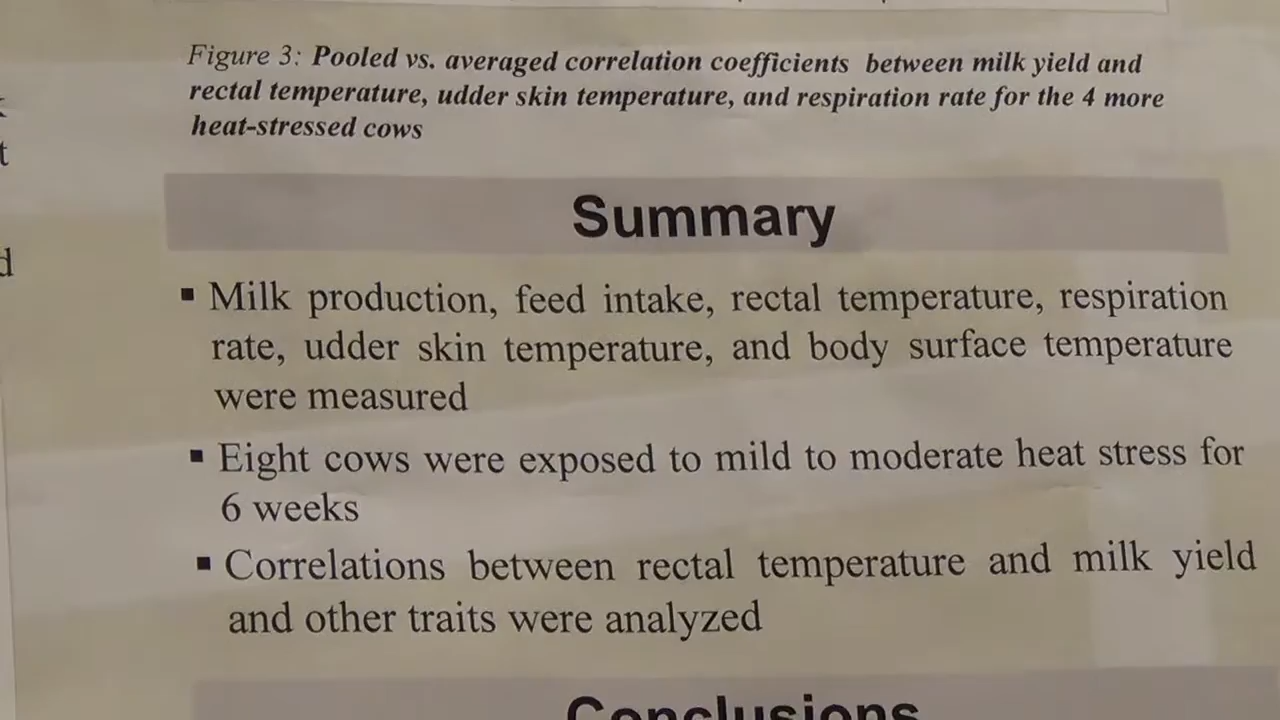 Figure 3: Pooled vs. averaged correlation coefficients between milk yield and
rectal temperature, udder skin temperature, and respiration rate for the 4 more
heat-stressed cows
Summary
▪ Milk production, feed intake, rectal temperature, respiration
rate, udder skin temperature, and body surface temperature
were measured
▪ Eight cows were exposed to mild to moderate heat stress for
6 weeks
▪ Correlations between rectal temperature and milk yield
and other traits were analyzed
Conclusions